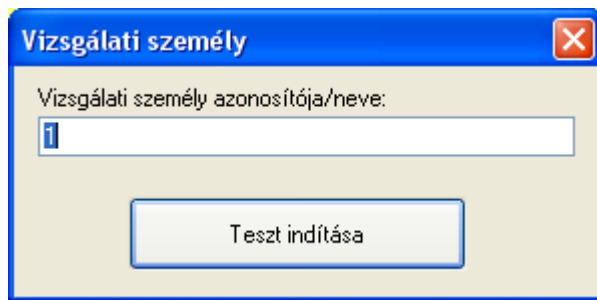 Vizsgálati személy
Vizsgálati személy azonosítója/neve:
1
Teszt indítása